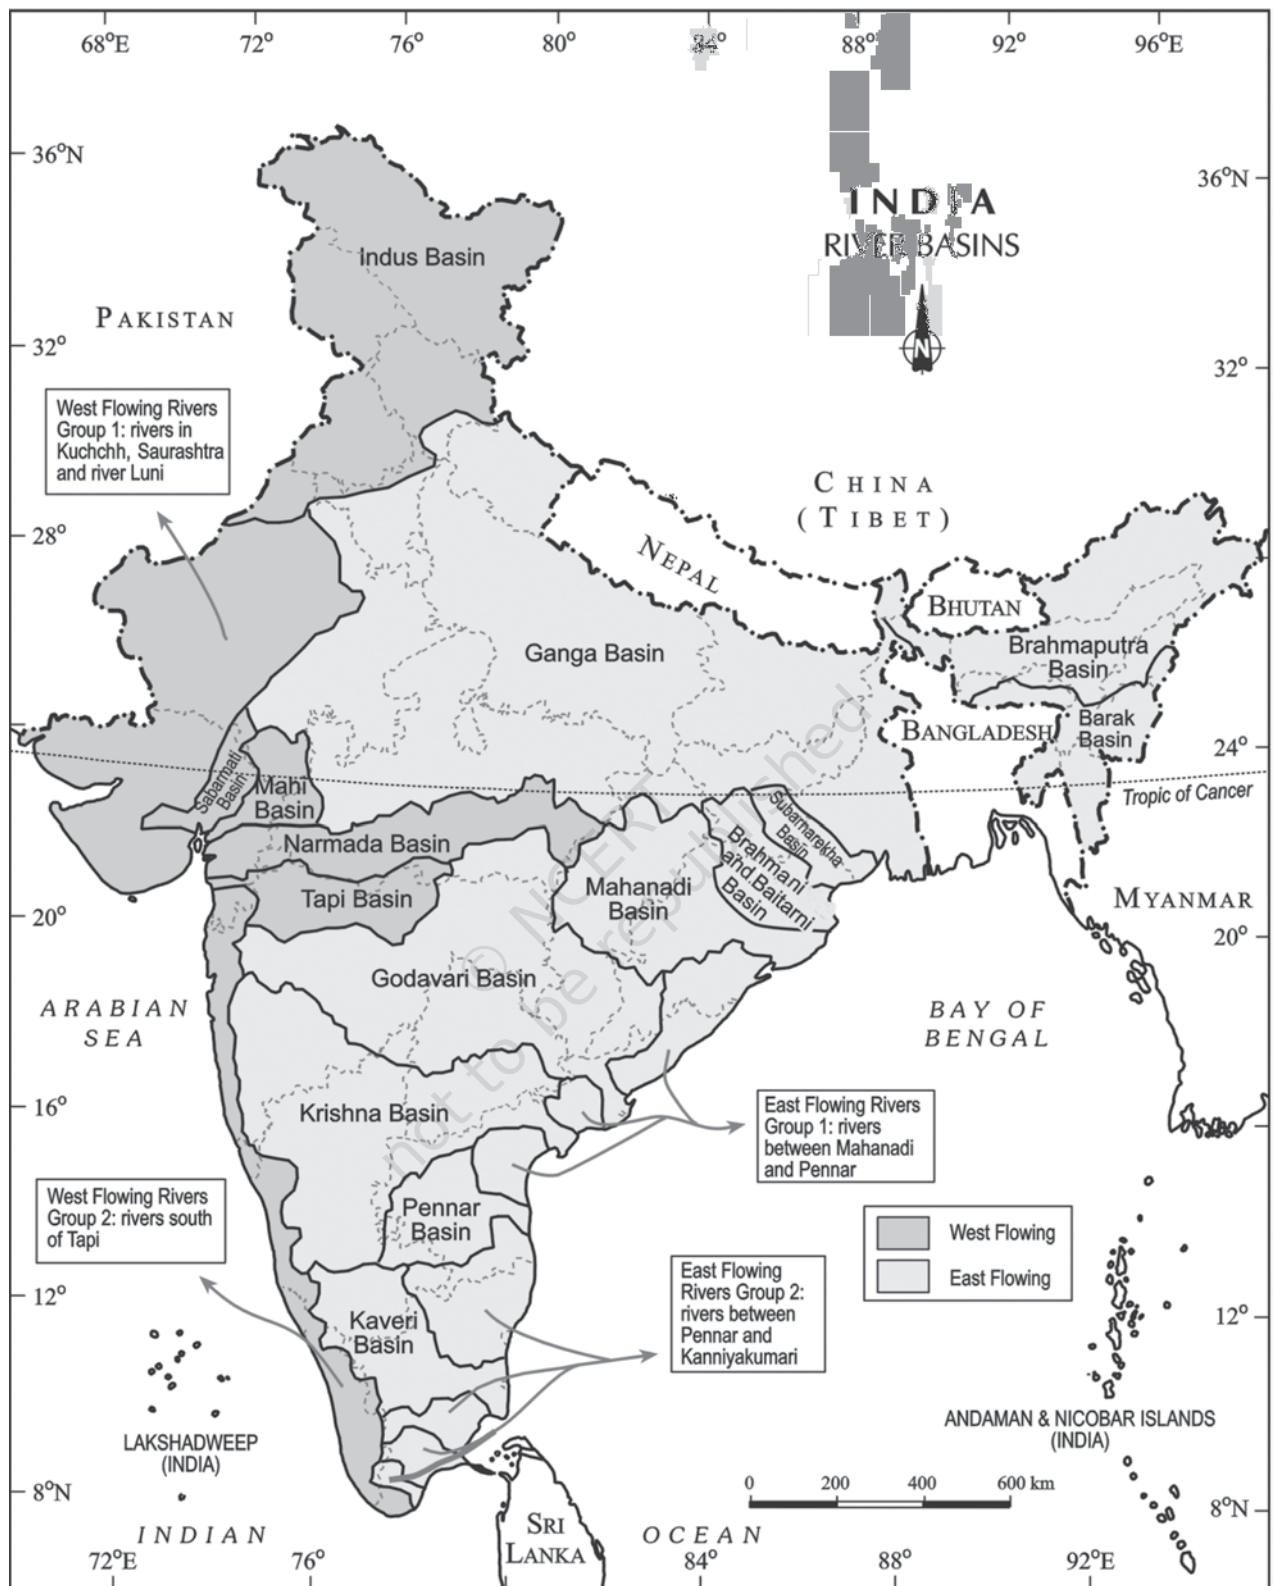 68°E 72° 76° 80° 84° 88° 92° 96°E
36°N
36°N
INDIA
RIVER BASINS
N
Indus Basin
PAKISTAN
32°
32°
West Flowing Rivers
Group 1: rivers in
Kuchchh, Saurashtra
and river Luni
CHINA
(TIBET)
28°
NEPAL
BHUTAN
Ganga Basin
Brahmaputra
Basin
BANGLADESH
Barak
Basin
24°
Sabarmati
Basin
Mahi
Basin
Tropic of Cancer
Subarnarekha
Basin
Narmada Basin
Brahmani
and Baitarni
Basin
Tapi Basin
Mahanadi
Basin
MYANMAR
20°
20°
© NCERT
not to be republished
Godavari Basin
ARABIAN
SEA
BAY OF
BENGAL
16°
Krishna Basin
East Flowing Rivers
Group 1: rivers
between Mahanadi
and Pennar
West Flowing Rivers
Group 2: rivers south
of Tapi
Pennar
Basin
West Flowing
East Flowing
12°
12°
East Flowing
Rivers Group 2:
rivers between
Pennar and
Kanniyakumari
Kaveri
Basin
LAKSHADWEEP
(INDIA)
ANDAMAN & NICOBAR ISLANDS
(INDIA)
8°N
0 200 400 600 km
8°N
INDIAN
OCEAN
SRI
LANKA
72°E 76° 84° 88° 92°E